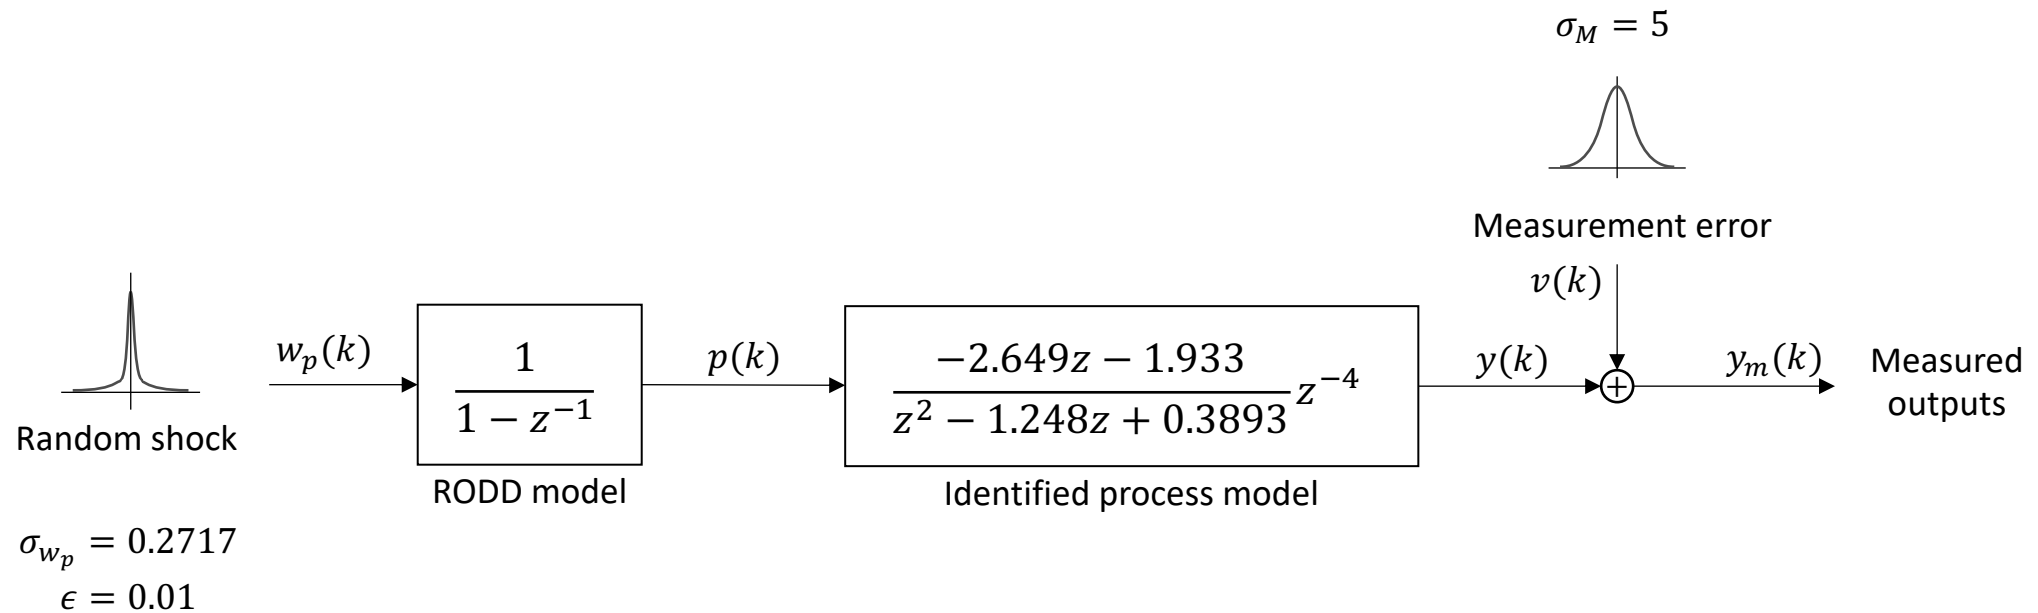 σ_M = 5
Measurement error
v(k)
w_p(k)
1
1 − z^{−1}
p(k)
−2.649z − 1.933
z^2 − 1.248z + 0.3893
z^{−4}
y(k)
+
y_m(k)
Measured
outputs
Random shock
RODD model
Identified process model
σ_{w_p} = 0.2717
ϵ = 0.01